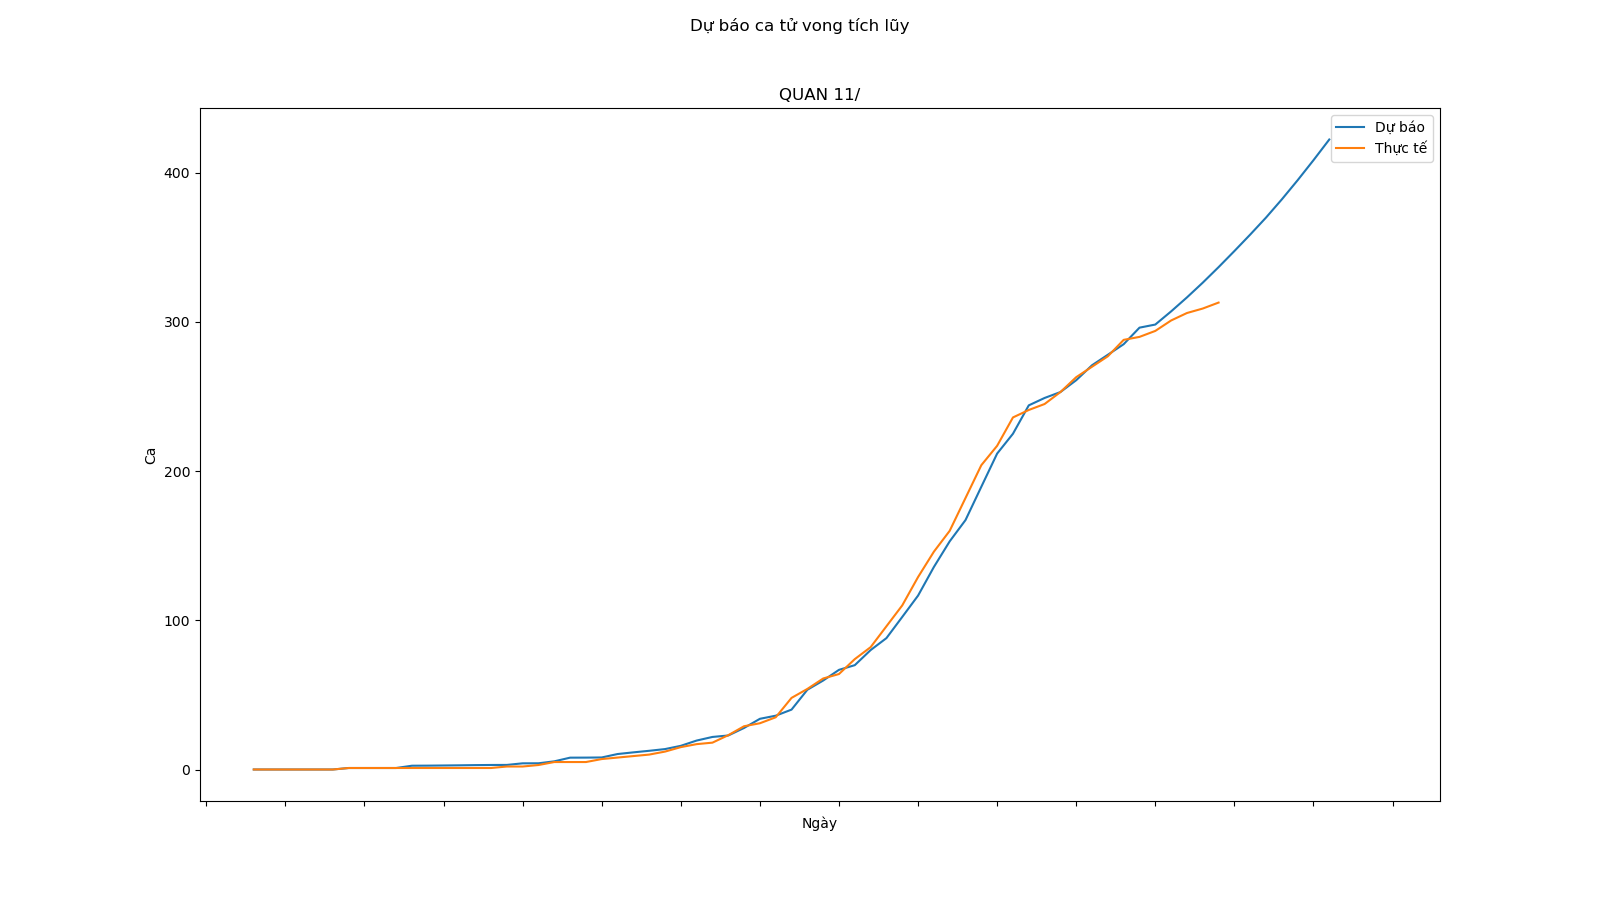 Dự báo ca tử vong tích lũy
QUAN 11/
Dự báo
Thực tế
400
300
200
100
0
Ca
Ngày